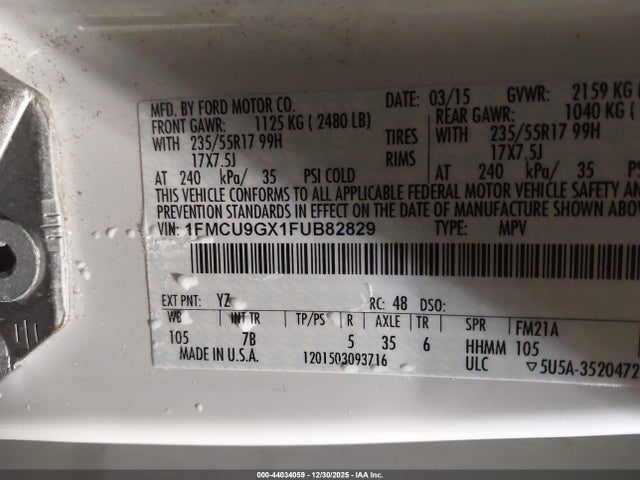 MFD. BY FORD MOTOR CO. DATE: 03/15 GVWR: 2159 KG (
FRONT GAWR: 1125 KG ( 2480 LB) REAR GAWR: 1040 KG (
WITH 235/55R17 99H TIRES WITH 235/55R17 99H
17X7.5J RIMS 17X7.5J
AT 240 kPa/ 35 PSI COLD AT 240 kPa/ 35
THIS VEHICLE CONFORMS TO ALL APPLICABLE FEDERAL MOTOR VEHICLE SAFETY AN
PREVENTION STANDARDS IN EFFECT ON THE DATE OF MANUFACTURE SHOWN ABOV
VIN: 1FMCU9GX1FUB82829 TYPE: MPV
EXT PNT: YZ RC: 48 DSO:
WB INT TR TP/PS R AXLE TR SPR FM21A
105 7B 5 35 6 HHMM 105
MADE IN U.S.A. 1201503093716 ULC ▽5U5A-3520472
000-44034059 - 12/30/2025 - IAA Inc.